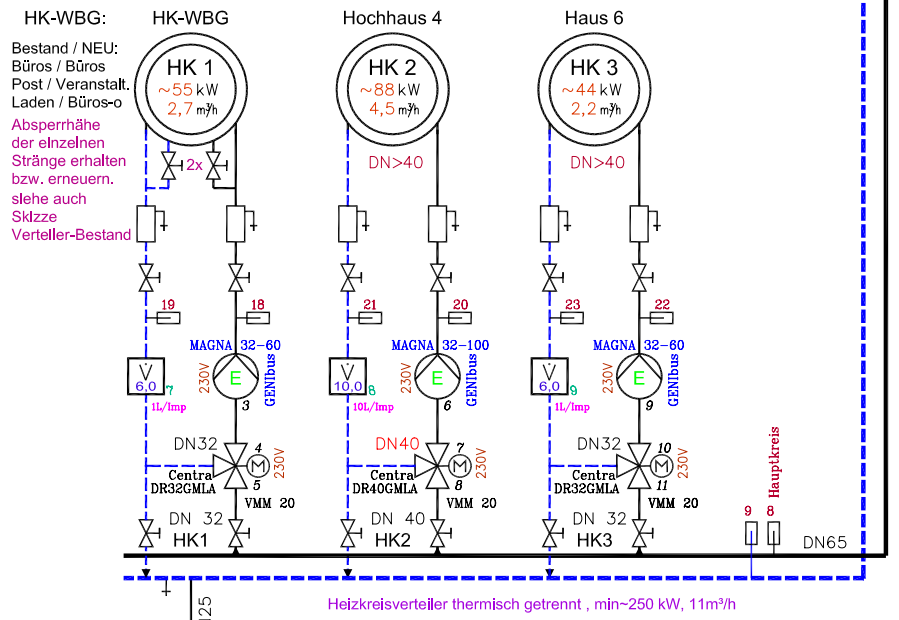 HK-WBG:
HK-WBG
Hochhaus 4
Haus 6
Bestand / NEU:
Büros / Büros
Post / Veranstalt.
Laden / Büros-o
Absperrhähe
der einzelnen
Stränge erhalten
bzw. erneuern.
siehe auch
Skizze
Verteiler-Bestand
HK 1
~55 kW
2,7 m³/h
HK 2
~88 kW
4,5 m³/h
HK 3
~44 kW
2,2 m³/h
2x
DN>40
DN>40
19
18
21
20
23
22
MAGNA 32-60
MAGNA 32-100
MAGNA 32-60
V
6,0
7
1L/Imp
230V
E
GENIbus
3
V
10,0
8
10L/Imp
230V
E
GENIbus
6
V
6,0
9
1L/Imp
230V
E
GENIbus
9
DN32
4
M
5
230V
Centra
DR32GMLA
VMM 20
DN40
7
M
8
230V
Centra
DR40GMLA
VMM 20
DN32
10
M
11
230V
Centra
DR32GMLA
VMM 20
DN 32
HK1
DN 40
HK2
DN 32
HK3
9
8
Hauptkreis
DN65
125
Heizkreisverteiler thermisch getrennt , min~250 kW, 11m³/h